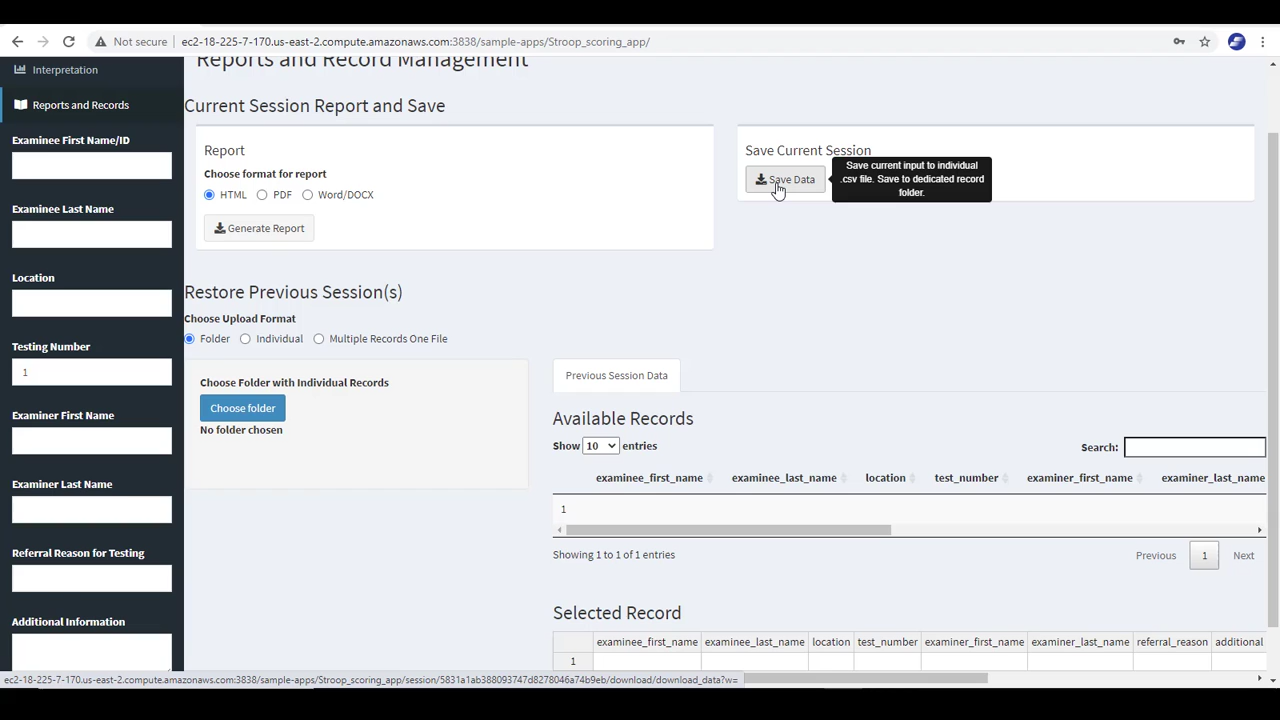 Not secure
ec2-18-225-7-170.us-east-2.compute.amazonaws.com:3838/sample-apps/Stroop_scoring_app/
Interpretation
Reports and Records
Examinee First Name/ID
Examinee Last Name
Location
Testing Number
1
Examiner First Name
Examiner Last Name
Referral Reason for Testing
Additional Information
Reports and Record Management
Current Session Report and Save
Report
Choose format for report
HTML PDF Word/DOCX
Generate Report
Save Current Session
Save Data
Save current input to individual
.csv file. Save to dedicated record
folder.
Restore Previous Session(s)
Choose Upload Format
Folder Individual Multiple Records One File
Choose Folder with Individual Records
Choose folder
No folder chosen
Previous Session Data
Available Records
Show 10 entries
Search:
examinee_first_name examinee_last_name location test_number examiner_first_name examiner_last_name
1
Showing 1 to 1 of 1 entries
Previous 1 Next
Selected Record
examinee_first_name examinee_last_name location test_number examiner_first_name examiner_last_name referral_reason additional
1
ec2-18-225-7-170.us-east-2.compute.amazonaws.com:3838/sample-apps/Stroop_scoring_app/session/5831a1ab388093747d8278046a74b9eb/download/download_data?w=